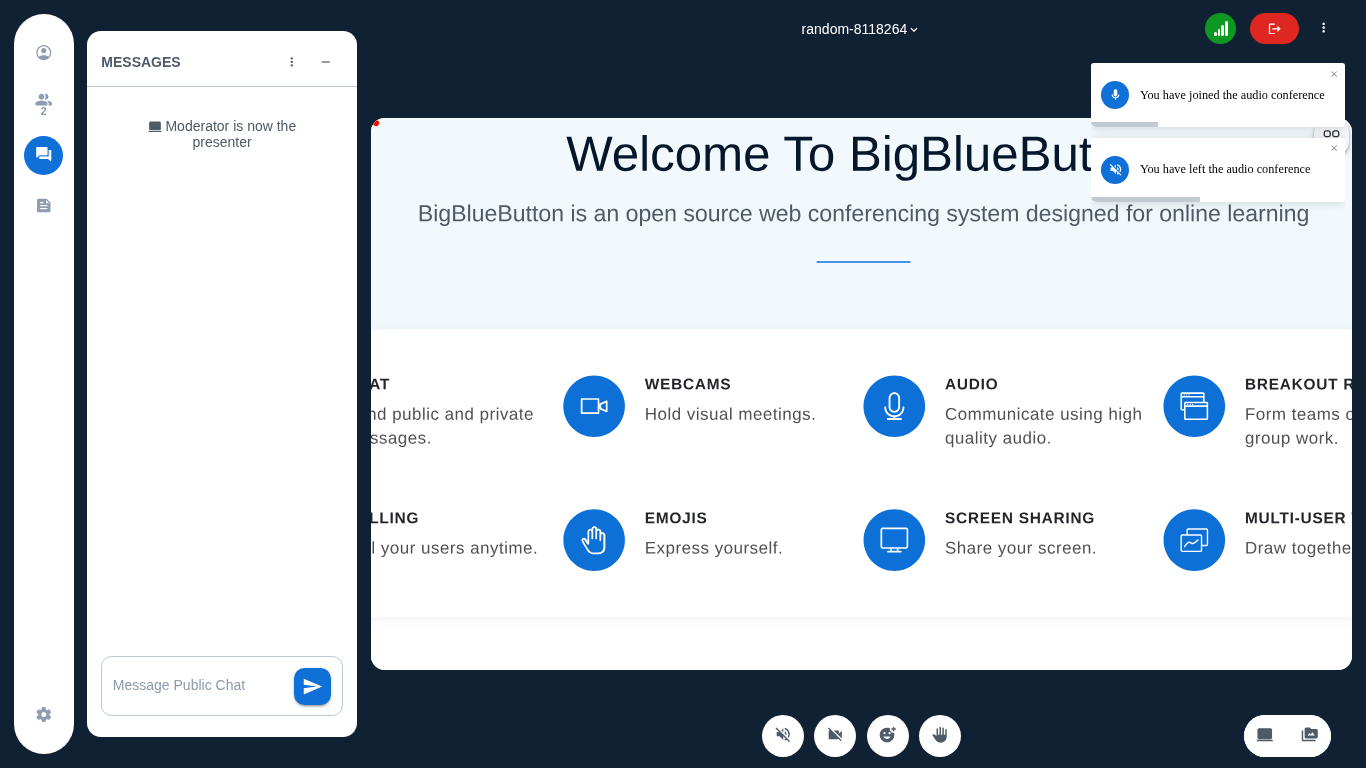 random-8118264
MESSAGES
2
Moderator is now the
presenter
You have joined the audio conference
You have left the audio conference
Welcome To BigBlueBut
BigBlueButton is an open source web conferencing system designed for online learning
AT
nd public and private
ssages.
WEBCAMS
Hold visual meetings.
AUDIO
Communicate using high
quality audio.
BREAKOUT R
Form teams o
group work.
LLING
l your users anytime.
EMOJIS
Express yourself.
SCREEN SHARING
Share your screen.
MULTI-USER
Draw togethe
Message Public Chat